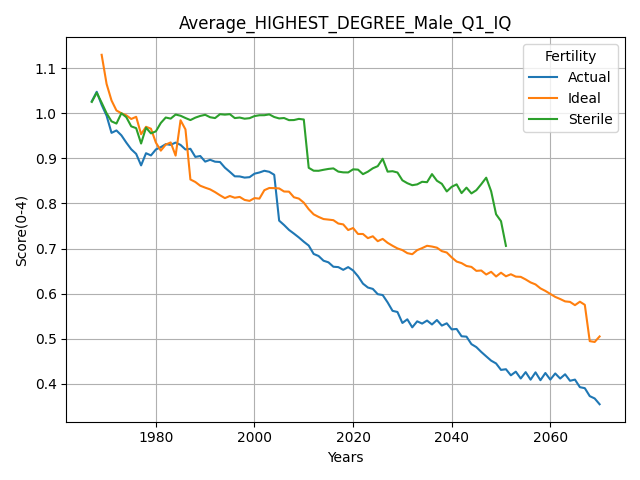 Average_HIGHEST_DEGREE_Male_Q1_IQ
Fertility
Actual
Ideal
Sterile
Score(0-4)
1.1
1.0
0.9
0.8
0.7
0.6
0.5
0.4
1980
2000
2020
2040
2060
Years